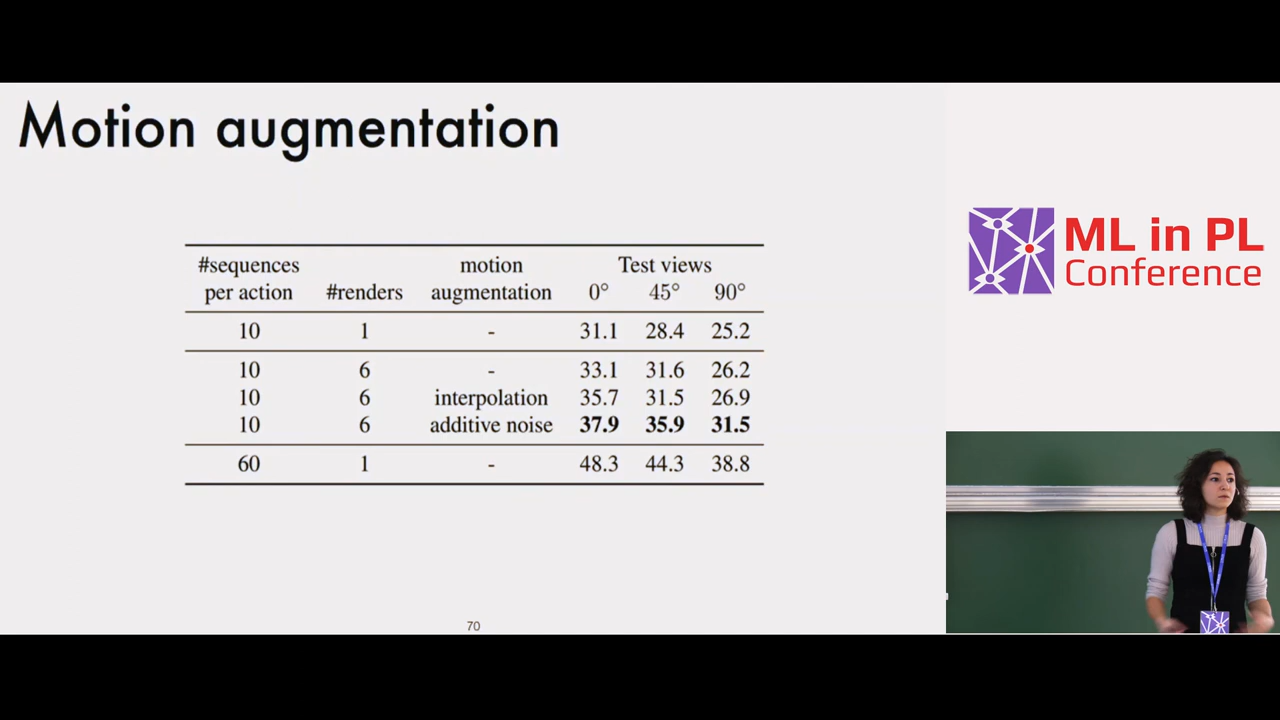 Motion augmentation
#sequences motion Test views
per action #renders augmentation 0° 45° 90°
10 1 - 31.1 28.4 25.2
10 6 - 33.1 31.6 26.2
10 6 interpolation 35.7 31.5 26.9
10 6 additive noise 37.9 35.9 31.5
60 1 - 48.3 44.3 38.8
70
ML in PL
Conference